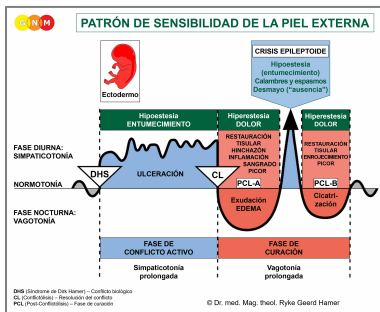 GNM
PATRÓN DE SENSIBILIDAD DE LA PIEL EXTERNA
CRISIS EPILEPTOIDE
Hipoestesia
(entumecimiento)
Calambres y espasmos
Desmayo ("ausencia")
Ectodermo
Hipoestesia
ENTUMECIMIENTO
Hiperestesia
DOLOR
Hiperestesia
DOLOR
FASE DIURNA:
SIMPATICOTONÍA
RESTAURACIÓN
TISULAR
HINCHAZÓN
INFLAMACIÓN
SANGRADO
PICOR
RESTAURACIÓN
TISULAR
ENROJECIMIENTO
PICOR
DHS
ULCERACIÓN
CL
PCL-A
PCL-B
NORMOTONÍA
FASE NOCTURNA:
VAGOTONÍA
Exudación
EDEMA
Cicatri-
zación
FASE DE
CONFLICTO ACTIVO
FASE DE
CURACIÓN
Simpaticotonía
prolongada
Vagotonía
prolongada
DHS (Síndrome de Dirk Hamer) – Conflicto biológico
CL (Conflictólisis) – Resolución del conflicto
PCL (Post-Conflictólisis) – Fase de curación
© Dr. med. Mag. theol. Ryke Geerd Hamer